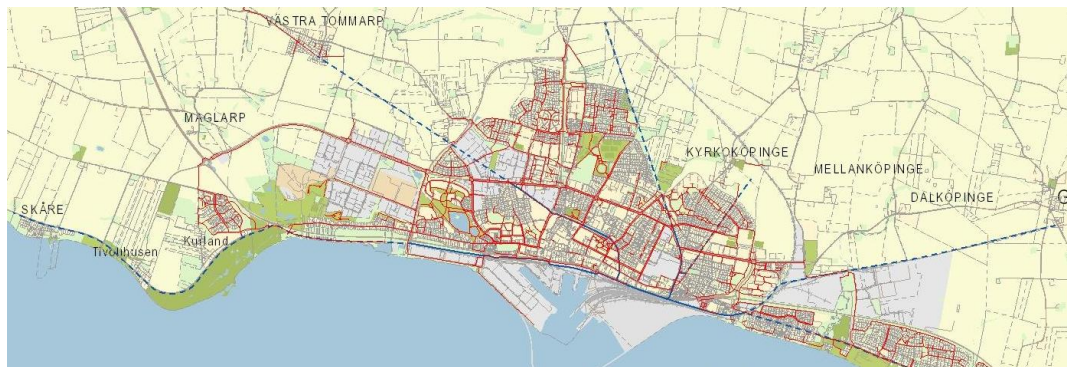 VÄSTRA TOMMARP
MAGLARP
KYRKOKÖPINGE
MELLANKÖPINGE
DALKÖPINGE
G
SKÅRE
Kurland
Tivolihusen